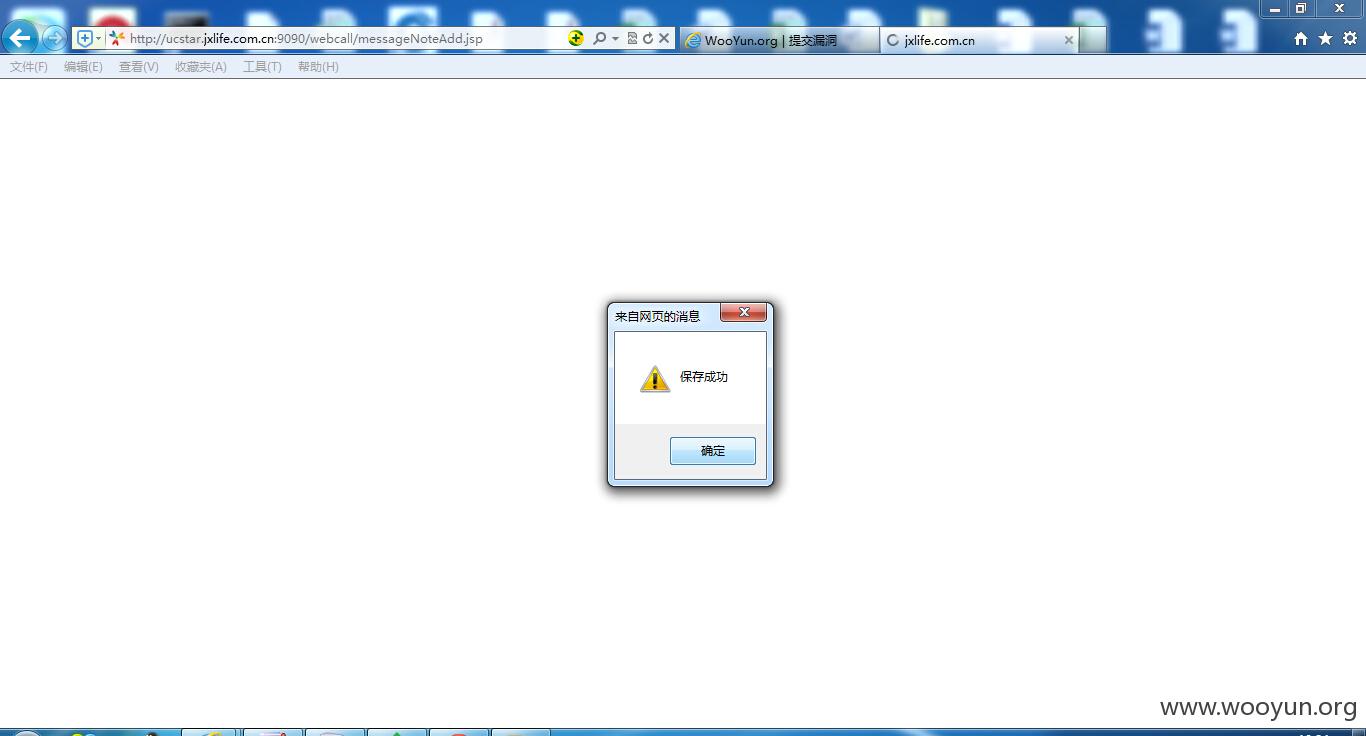 http://ucstar.jxlife.com.cn:9090/webcall/messageNoteAdd.jsp
WooYun.org | 提交漏洞
jxlife.com.cn
文件(F) 编辑(E) 查看(V) 收藏夹(A) 工具(T) 帮助(H)
来自网页的消息
保存成功
确定
www.wooyun.org